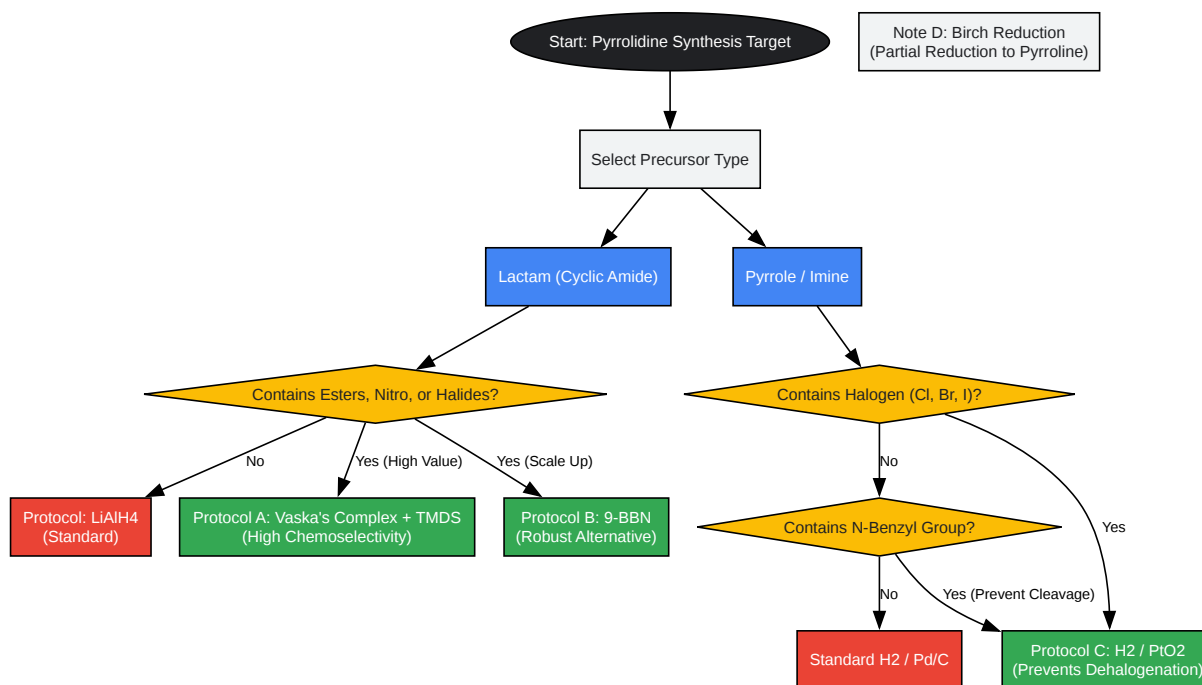 Start: Pyrrolidine Synthesis Target
Note D: Birch Reduction
(Partial Reduction to Pyrroline)
Select Precursor Type
Lactam (Cyclic Amide)
Pyrrole / Imine
Contains Esters, Nitro, or Halides?
Contains Halogen (Cl, Br, I)?
No
Yes (High Value)
Yes (Scale Up)
No
Yes
Protocol: LiAlH4
(Standard)
Protocol A: Vaska's Complex + TMDS
(High Chemoselectivity)
Protocol B: 9-BBN
(Robust Alternative)
Contains N-Benzyl Group?
No
Yes (Prevent Cleavage)
Standard H2 / Pd/C
Protocol C: H2 / PtO2
(Prevents Dehalogenation)